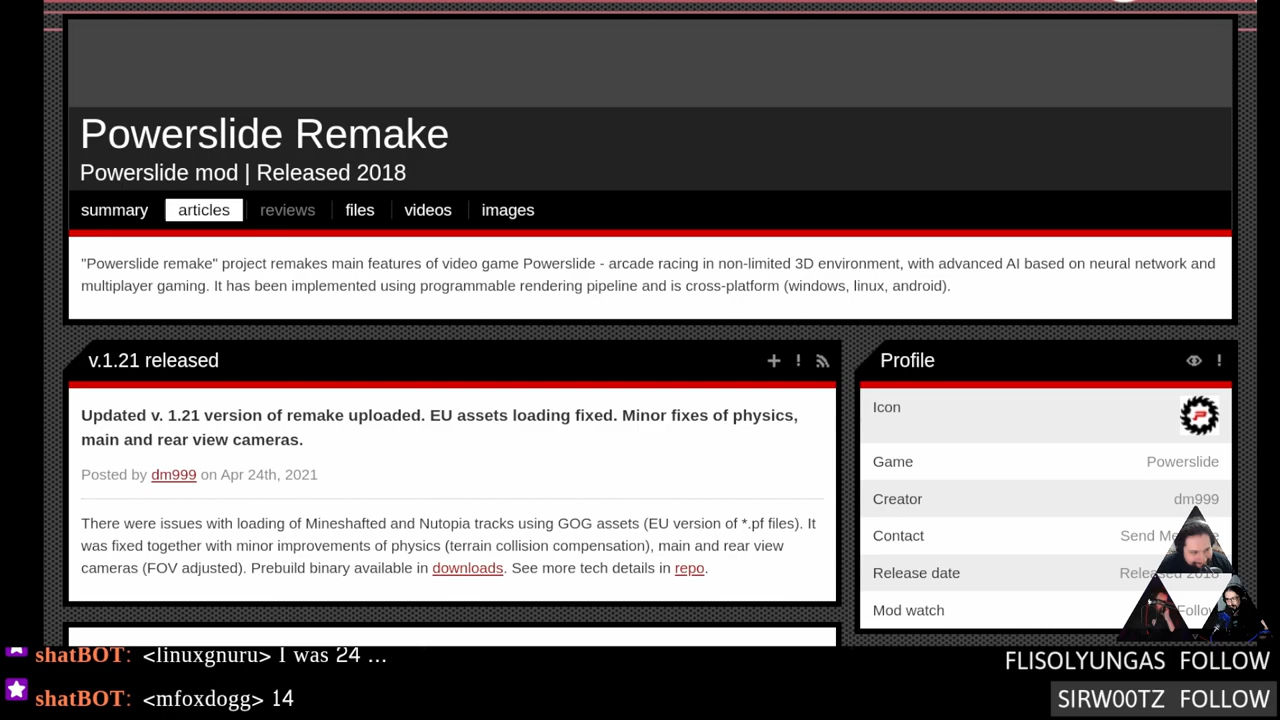 Powerslide Remake
Powerslide mod | Released 2018
summary articles reviews files videos images
"Powerslide remake" project remakes main features of video game Powerslide - arcade racing in non-limited 3D environment, with advanced AI based on neural network and
multiplayer gaming. It has been implemented using programmable rendering pipeline and is cross-platform (windows, linux, android).
v.1.21 released
Updated v. 1.21 version of remake uploaded. EU assets loading fixed. Minor fixes of physics,
main and rear view cameras.
Posted by dm999 on Apr 24th, 2021
There were issues with loading of Mineshafted and Nutopia tracks using GOG assets (EU version of *.pf files). It
was fixed together with minor improvements of physics (terrain collision compensation), main and rear view
cameras (FOV adjusted). Prebuild binary available in downloads. See more tech details in repo.
Profile
Icon
Game Powerslide
Creator dm999
Contact Send
Release date Released 2018
Mod watch Follow
shatBOT: <linuxgnuru> I was 24 ...
shatBOT: <mfoxdogg> 14
FLISOLYUNGAS FOLLOW
SIRW00TZ FOLLOW